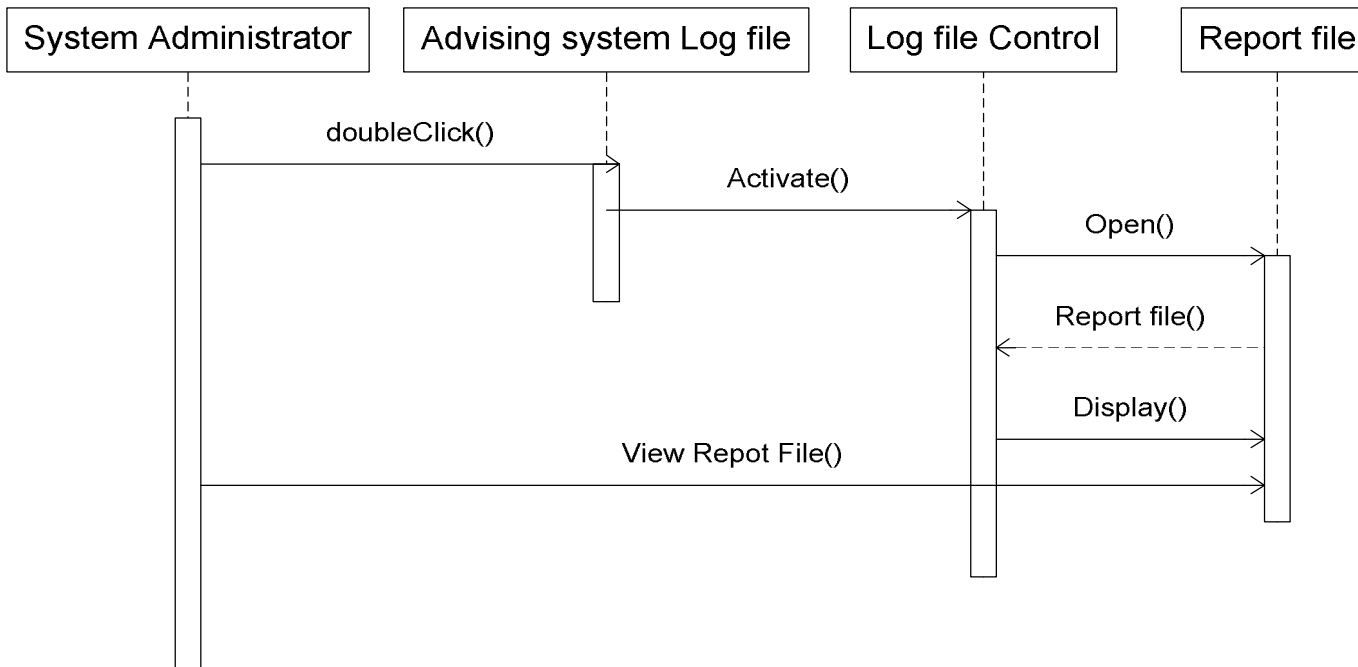 System Administrator
Advising system Log file
Log file Control
Report file
doubleClick()
Activate()
Open()
Report file()
Display()
View Repot File()